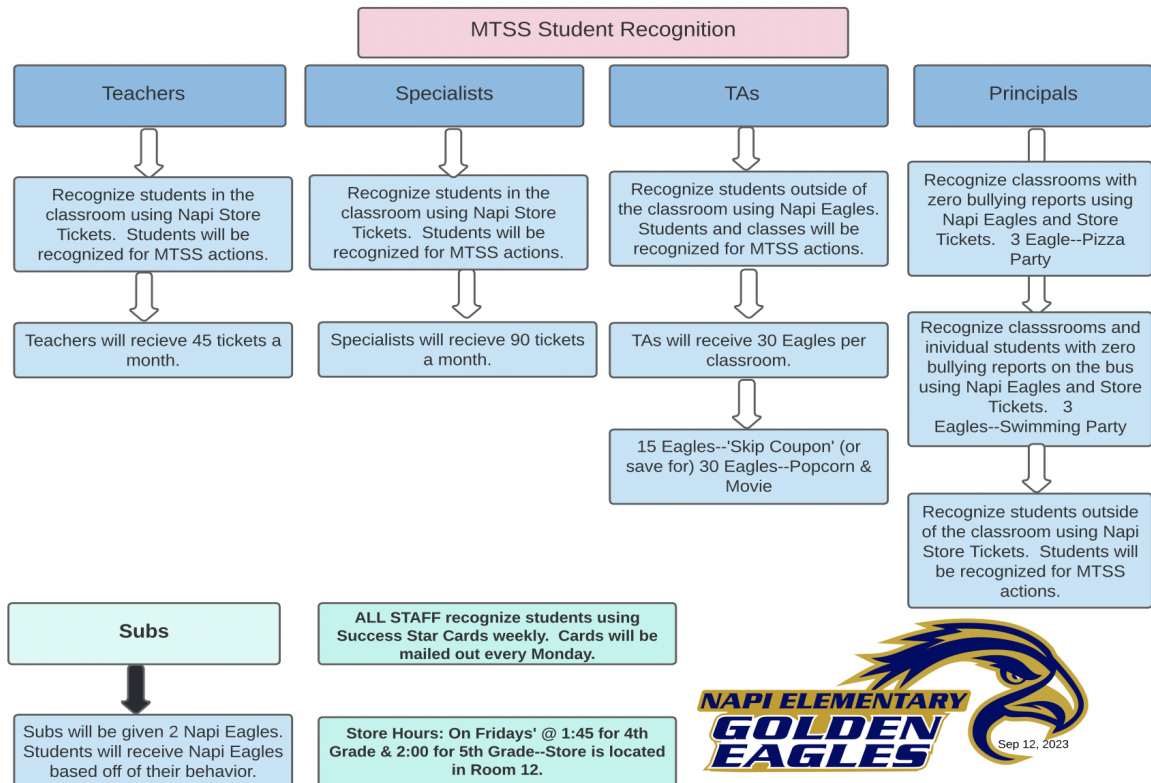 MTSS Student Recognition
Teachers
Recognize students in the
classroom using Napi Store
Tickets.  Students will be
recognized for MTSS actions.
Teachers will recieve 45 tickets a
month.
Specialists
Recognize students in the
classroom using Napi Store
Tickets.  Students will be
recognized for MTSS actions.
Specialists will recieve 90 tickets
a month.
TAs
Recognize students outside of
the classroom using Napi Eagles.
Students and classes will be
recognized for MTSS actions.
TAs will receive 30 Eagles per
classroom.
15 Eagles--'Skip Coupon' (or
save for) 30 Eagles--Popcorn &
Movie
Principals
Recognize classrooms with
zero bullying reports using
Napi Eagles and Store
Tickets.   3 Eagle--Pizza
Party
Recognize classsrooms and
inividual students with zero
bullying reports on the bus
using Napi Eagles and Store
Tickets.   3
Eagles--Swimming Party
Recognize students outside
of the classroom using Napi
Store Tickets.  Students will
be recognized for MTSS
actions.
Subs
Subs will be given 2 Napi Eagles.
Students will receive Napi Eagles
based off of their behavior.
ALL STAFF recognize students using
Success Star Cards weekly.  Cards will be
mailed out every Monday.
Store Hours: On Fridays' @ 1:45 for 4th
Grade & 2:00 for 5th Grade--Store is located
in Room 12.
NAPI ELEMENTARY
GOLDEN
EAGLES
Sep 12, 2023